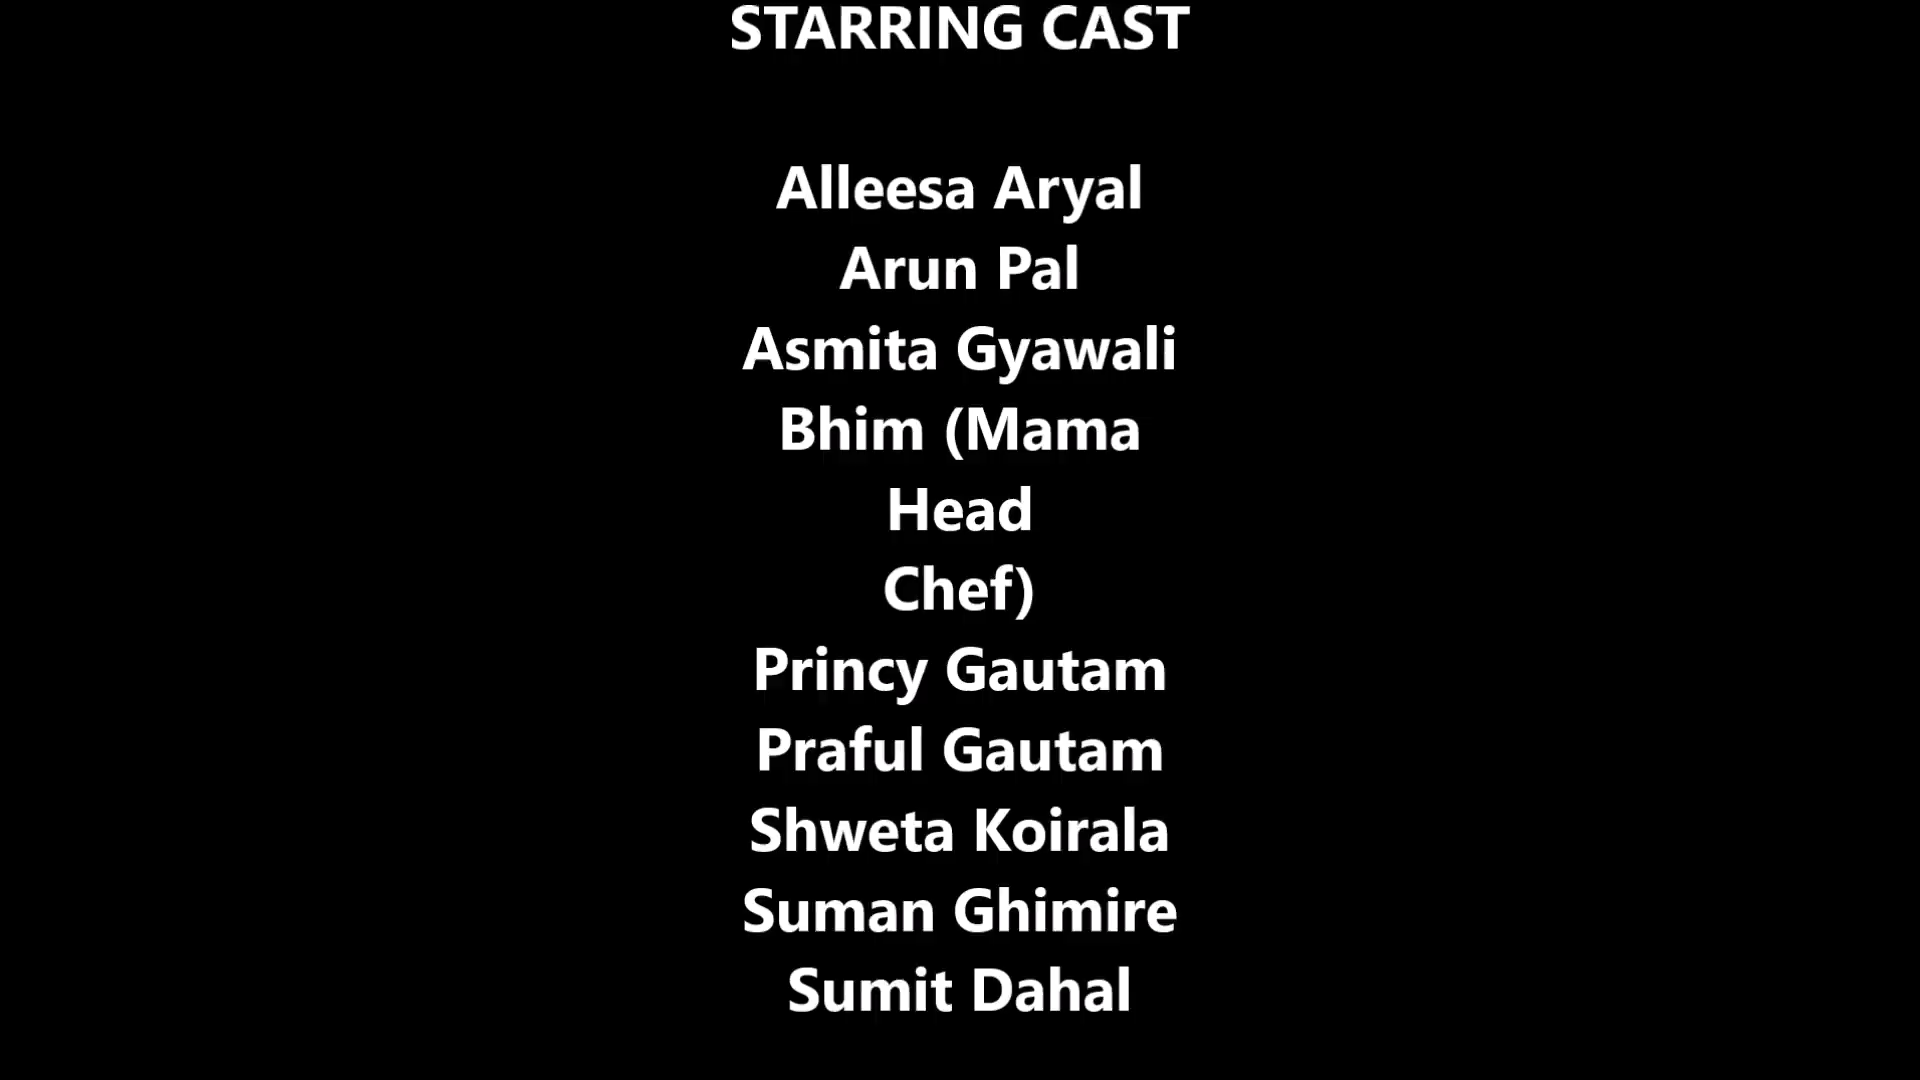 STARRING CAST
Alleesa Aryal
Arun Pal
Asmita Gyawali
Bhim (Mama
Head
Chef)
Princy Gautam
Praful Gautam
Shweta Koirala
Suman Ghimire
Sumit Dahal